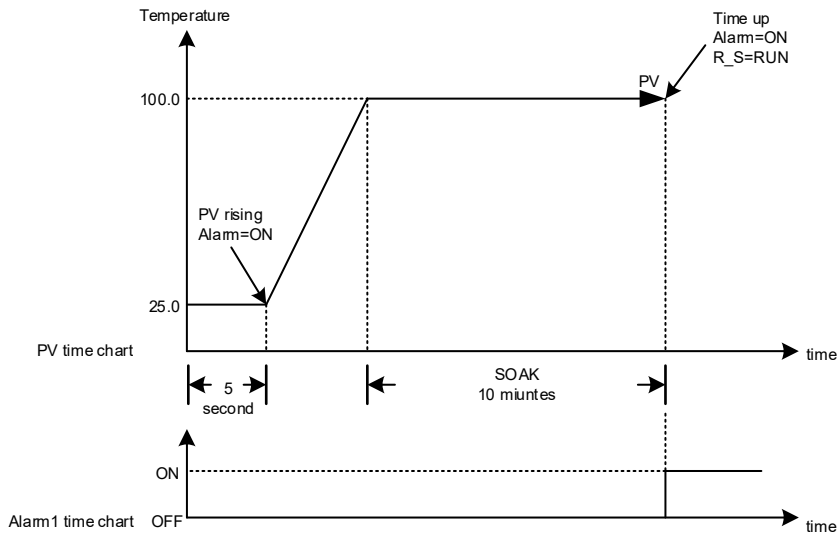 Temperature
Time up
Alarm=ON
R_S=RUN
PV
100.0
PV rising
Alarm=ON
25.0
PV time chart
time
5
second
SOAK
10 miuntes
ON
Alarm1 time chart
OFF
time